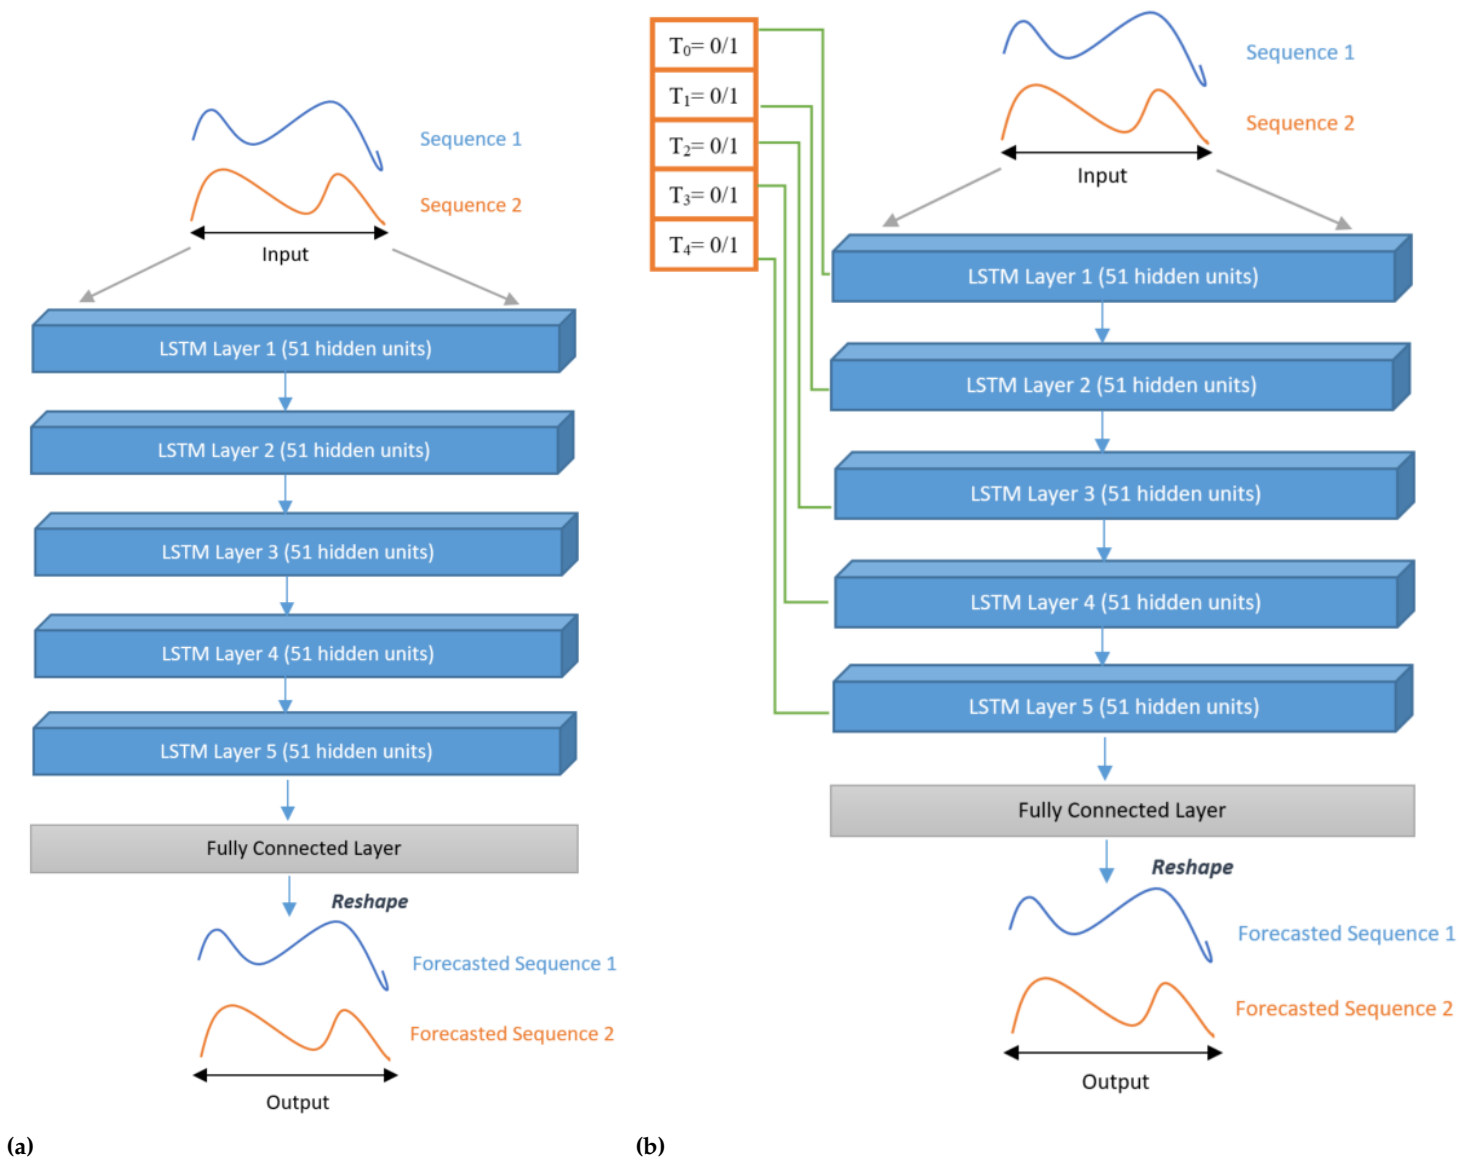 Sequence 1
Sequence 2
Input
LSTM Layer 1 (51 hidden units)
LSTM Layer 2 (51 hidden units)
LSTM Layer 3 (51 hidden units)
LSTM Layer 4 (51 hidden units)
LSTM Layer 5 (51 hidden units)
Fully Connected Layer
Reshape
Forecasted Sequence 1
Forecasted Sequence 2
Output
(a)
T₀= 0/1
T₁= 0/1
T₂= 0/1
T₃= 0/1
T₄= 0/1
Sequence 1
Sequence 2
Input
LSTM Layer 1 (51 hidden units)
LSTM Layer 2 (51 hidden units)
LSTM Layer 3 (51 hidden units)
LSTM Layer 4 (51 hidden units)
LSTM Layer 5 (51 hidden units)
Fully Connected Layer
Reshape
Forecasted Sequence 1
Forecasted Sequence 2
Output
(b)